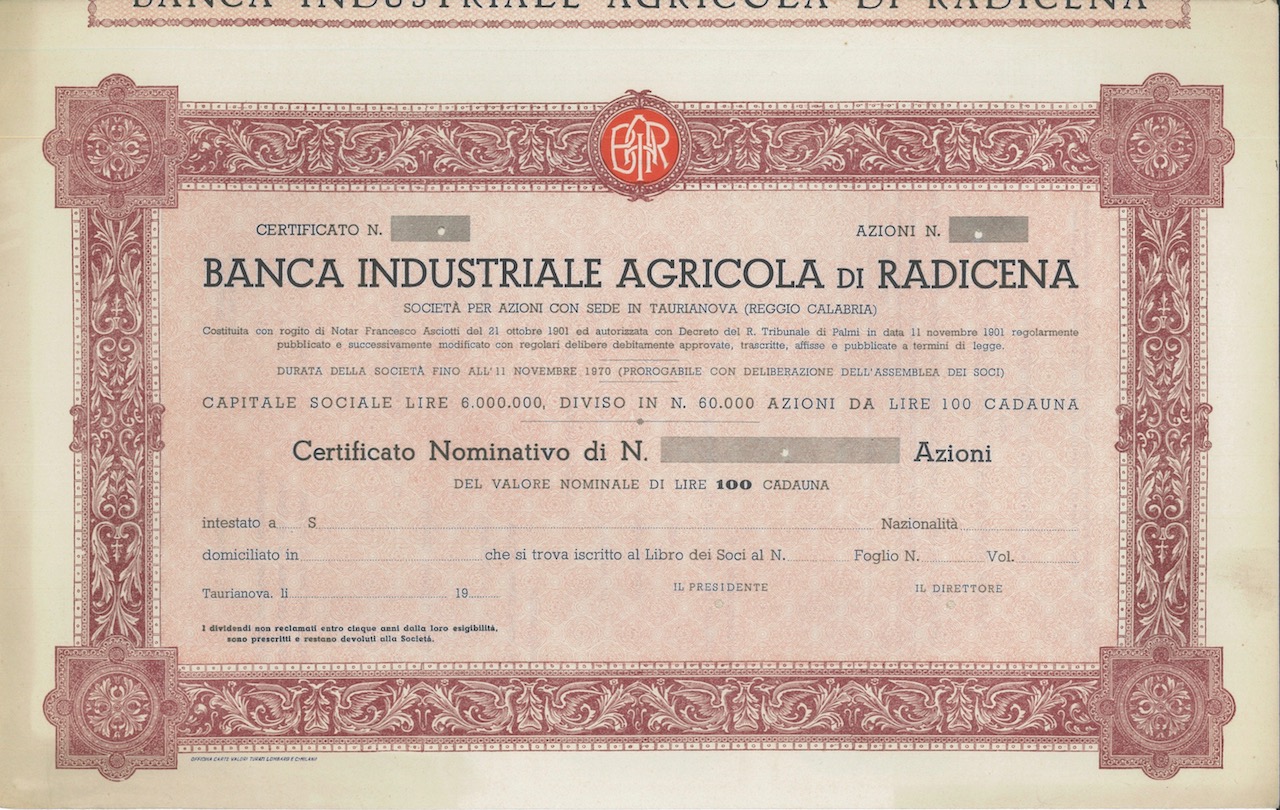 BANCA INDUSTRIALE AGRICOLA DI RADICENA
BIAR
CERTIFICATO N. AZIONI N.
BANCA INDUSTRIALE AGRICOLA DI RADICENA
SOCIETÀ PER AZIONI CON SEDE IN TAURIANOVA (REGGIO CALABRIA)
Costituita con rogito di Notar Francesco Asciotti del 21 ottobre 1901 ed autorizzata con Decreto del R. Tribunale di Palmi in data 11 novembre 1901 regolarmente
pubblicato e successivamente modificato con regolari delibere debitamente approvate, trascritte, affisse e pubblicate a termini di legge.
DURATA DELLA SOCIETÀ FINO ALL'11 NOVEMBRE 1970 (PROROGABILE CON DELIBERAZIONE DELL'ASSEMBLEA DEI SOCI)
CAPITALE SOCIALE LIRE 6.000.000, DIVISO IN N. 60.000 AZIONI DA LIRE 100 CADAUNA
Certificato Nominativo di N. Azioni
DEL VALORE NOMINALE DI LIRE 100 CADAUNA
intestato a S Nazionalità
domiciliato in che si trova iscritto al Libro dei Soci al N. Foglio N. Vol.
Taurianova. lì 19 IL PRESIDENTE IL DIRETTORE
I dividendi non reclamati entro cinque anni dalla loro esigibilità,
sono prescritti e restano devoluti alla Società.
OFFICINA CARTE VALORI TURATI LOMBARDI E C. MILANO